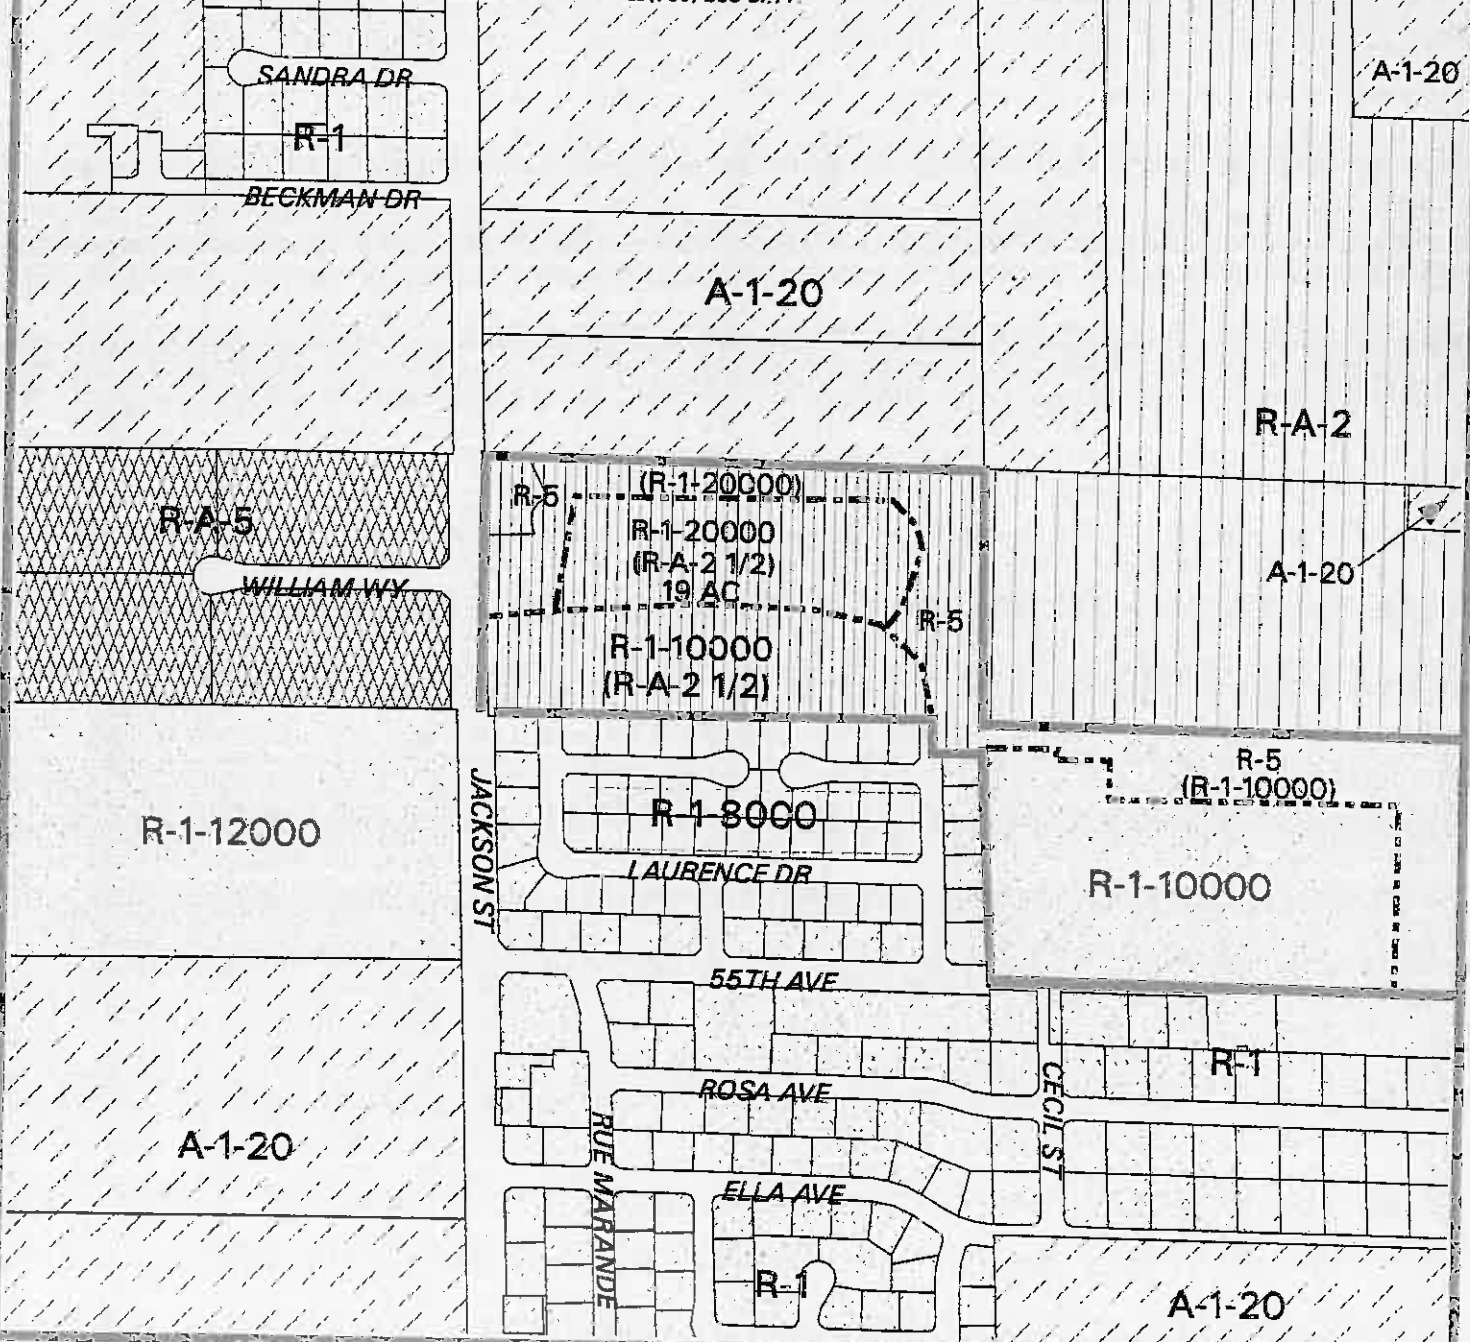 SANDRA DR
A-1-20
R-1
BECKMAN DR
A-1-20
R-A-2
(R-1-20000)
R-5
R-A-5
R-1-20000
(R-A-2 1/2)
19 AC
A-1-20
WILLIAM WY
R-5
R-1-10000
(R-A-2 1/2)
R-5
(R-1-10000)
JACKSON ST
R-1-8000
R-1-12000
LAURENCE DR
R-1-10000
55TH AVE
R-1
ROSA AVE
CECIL ST
RUE MARANDE
A-1-20
ELLA AVE
R-1
A-1-20